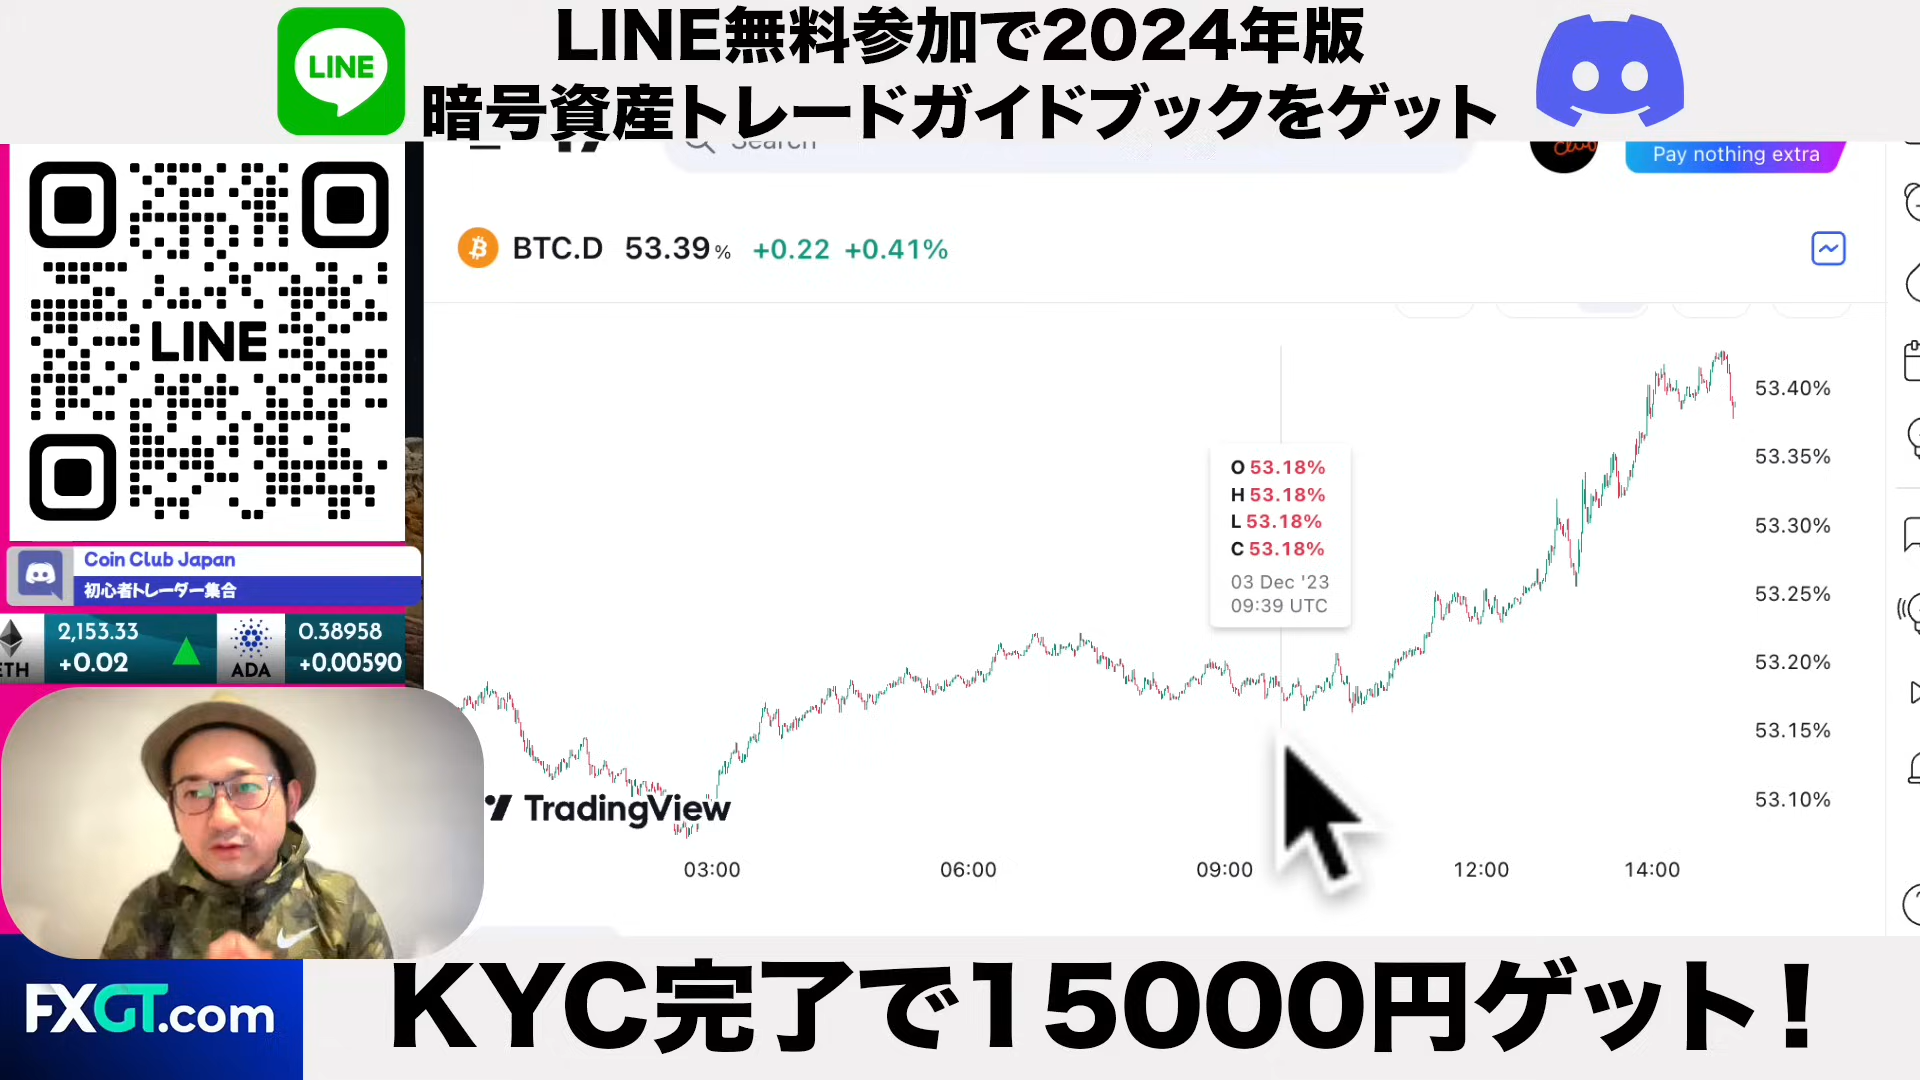 LINE無料参加で2024年版
暗号資産トレードガイドブックをゲット
LINE
Search
Pay nothing extra
BTC.D 53.39% +0.22 +0.41%
LINE
O 53.18%
H 53.18%
L 53.18%
C 53.18%
03 Dec '23
09:39 UTC
53.40%
53.35%
53.30%
53.25%
53.20%
53.15%
53.10%
Coin Club Japan
初心者トレーダー集合
ETH 2,153.33 +0.02
ADA 0.38958 +0.00590
TradingView
03:00 06:00 09:00 12:00 14:00
FXGT.com
KYC完了で15000円ゲット！